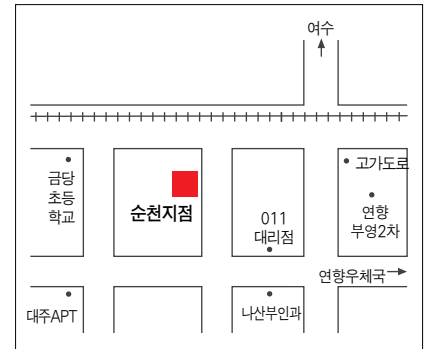 여수
고가도로
금당
초등
학교
순천지점
011
대리점
연향
부영2차
연향우체국
대주APT
나산부인과